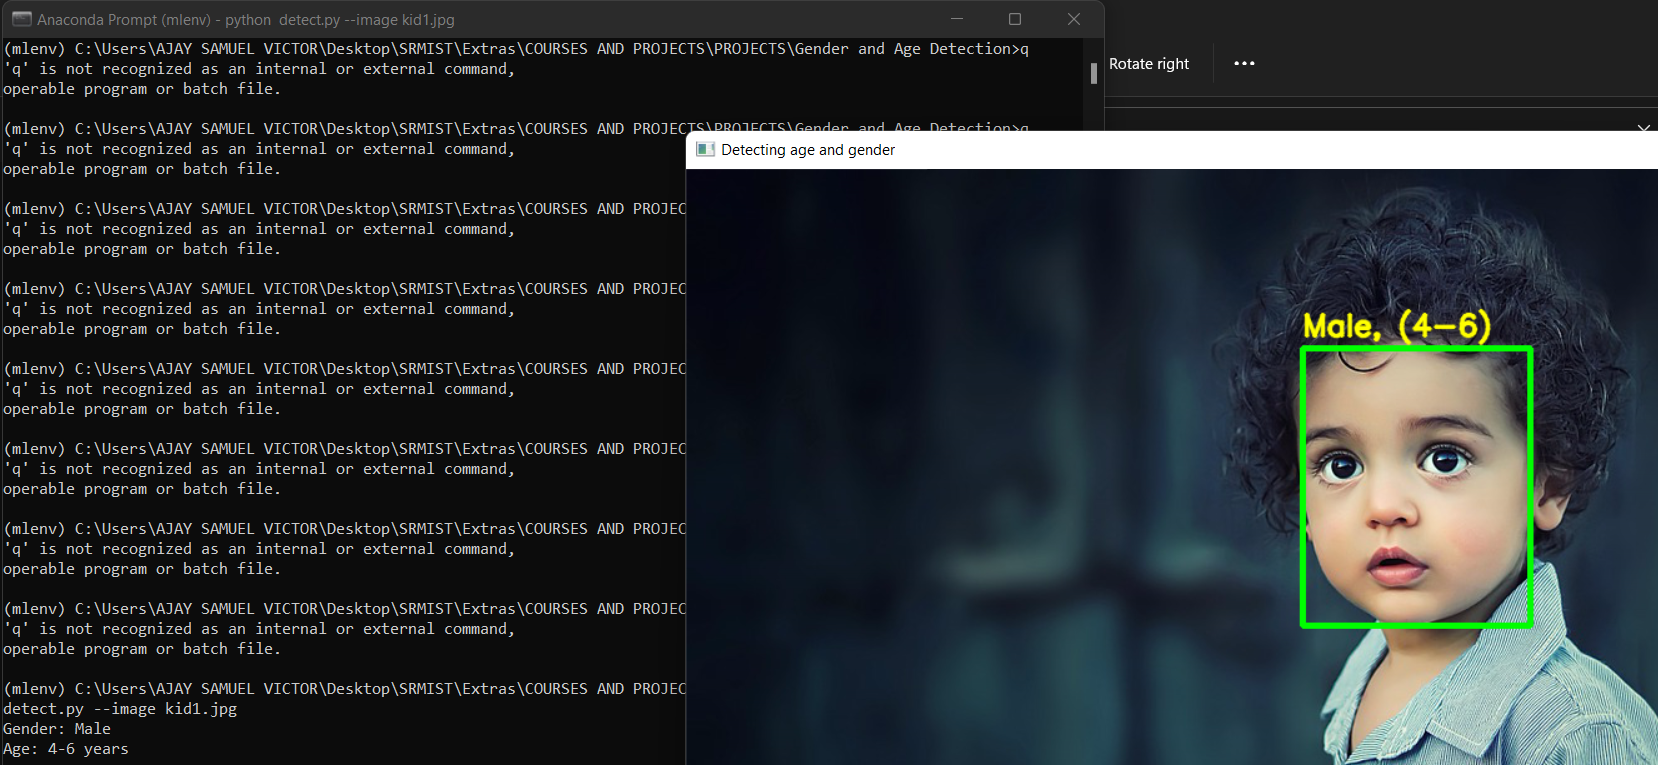 Anaconda Prompt (mlenv) - python  detect.py --image kid1.jpg
(mlenv) C:\Users\AJAY SAMUEL VICTOR\Desktop\SRMIST\Extras\COURSES AND PROJECTS\PROJECTS\Gender and Age Detection>q
'q' is not recognized as an internal or external command,
operable program or batch file.
(mlenv) C:\Users\AJAY SAMUEL VICTOR\Desktop\SRMIST\Extras\COURSES AND PROJECTS\PROJECTS\Gender and Age Detection>q
'q' is not recognized as an internal or external command,
operable program or batch file.
(mlenv) C:\Users\AJAY SAMUEL VICTOR\Desktop\SRMIST\Extras\COURSES AND PROJEC
'q' is not recognized as an internal or external command,
operable program or batch file.
(mlenv) C:\Users\AJAY SAMUEL VICTOR\Desktop\SRMIST\Extras\COURSES AND PROJEC
'q' is not recognized as an internal or external command,
operable program or batch file.
(mlenv) C:\Users\AJAY SAMUEL VICTOR\Desktop\SRMIST\Extras\COURSES AND PROJEC
'q' is not recognized as an internal or external command,
operable program or batch file.
(mlenv) C:\Users\AJAY SAMUEL VICTOR\Desktop\SRMIST\Extras\COURSES AND PROJEC
'q' is not recognized as an internal or external command,
operable program or batch file.
(mlenv) C:\Users\AJAY SAMUEL VICTOR\Desktop\SRMIST\Extras\COURSES AND PROJEC
'q' is not recognized as an internal or external command,
operable program or batch file.
(mlenv) C:\Users\AJAY SAMUEL VICTOR\Desktop\SRMIST\Extras\COURSES AND PROJEC
'q' is not recognized as an internal or external command,
operable program or batch file.
(mlenv) C:\Users\AJAY SAMUEL VICTOR\Desktop\SRMIST\Extras\COURSES AND PROJEC
detect.py --image kid1.jpg
Gender: Male
Age: 4-6 years
Rotate right
Detecting age and gender
Male, (4-6)